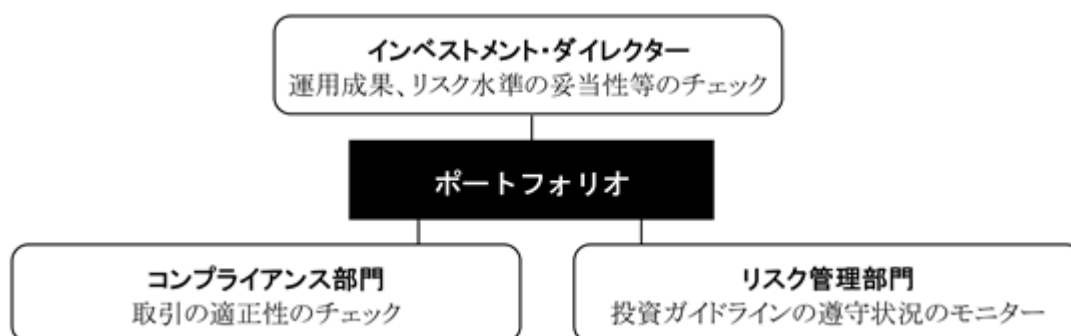 インベストメント・ダイレクター
運用成果、リスク水準の妥当性等のチェック
ポートフォリオ
コンプライアンス部門
取引の適正性のチェック
リスク管理部門
投資ガイドラインの遵守状況のモニター